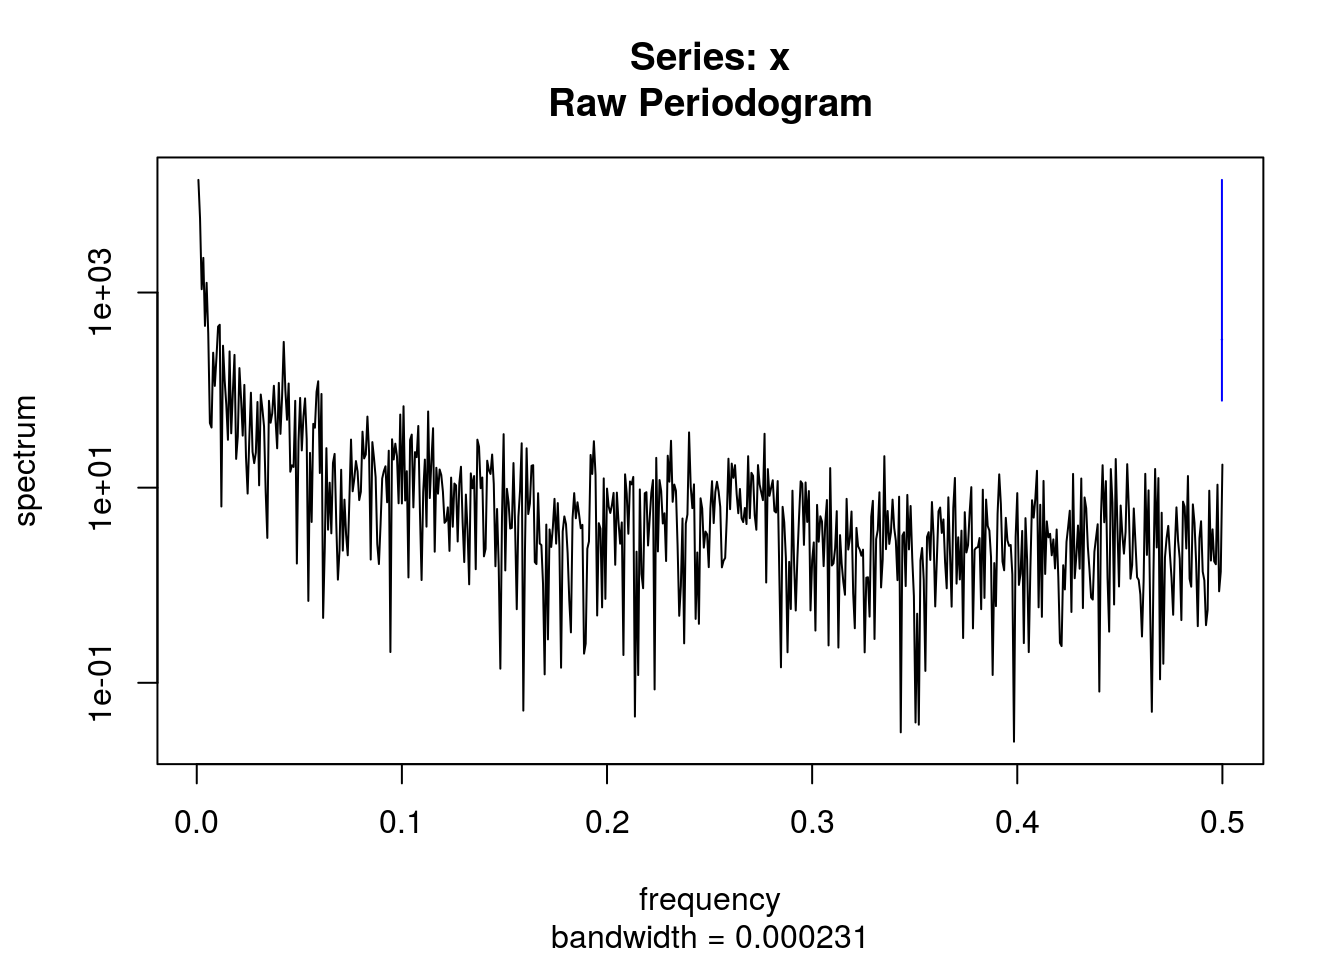 Series: x
Raw Periodogram
spectrum
1e+03
1e+01
1e-01
0.0 0.1 0.2 0.3 0.4 0.5
frequency
bandwidth = 0.000231